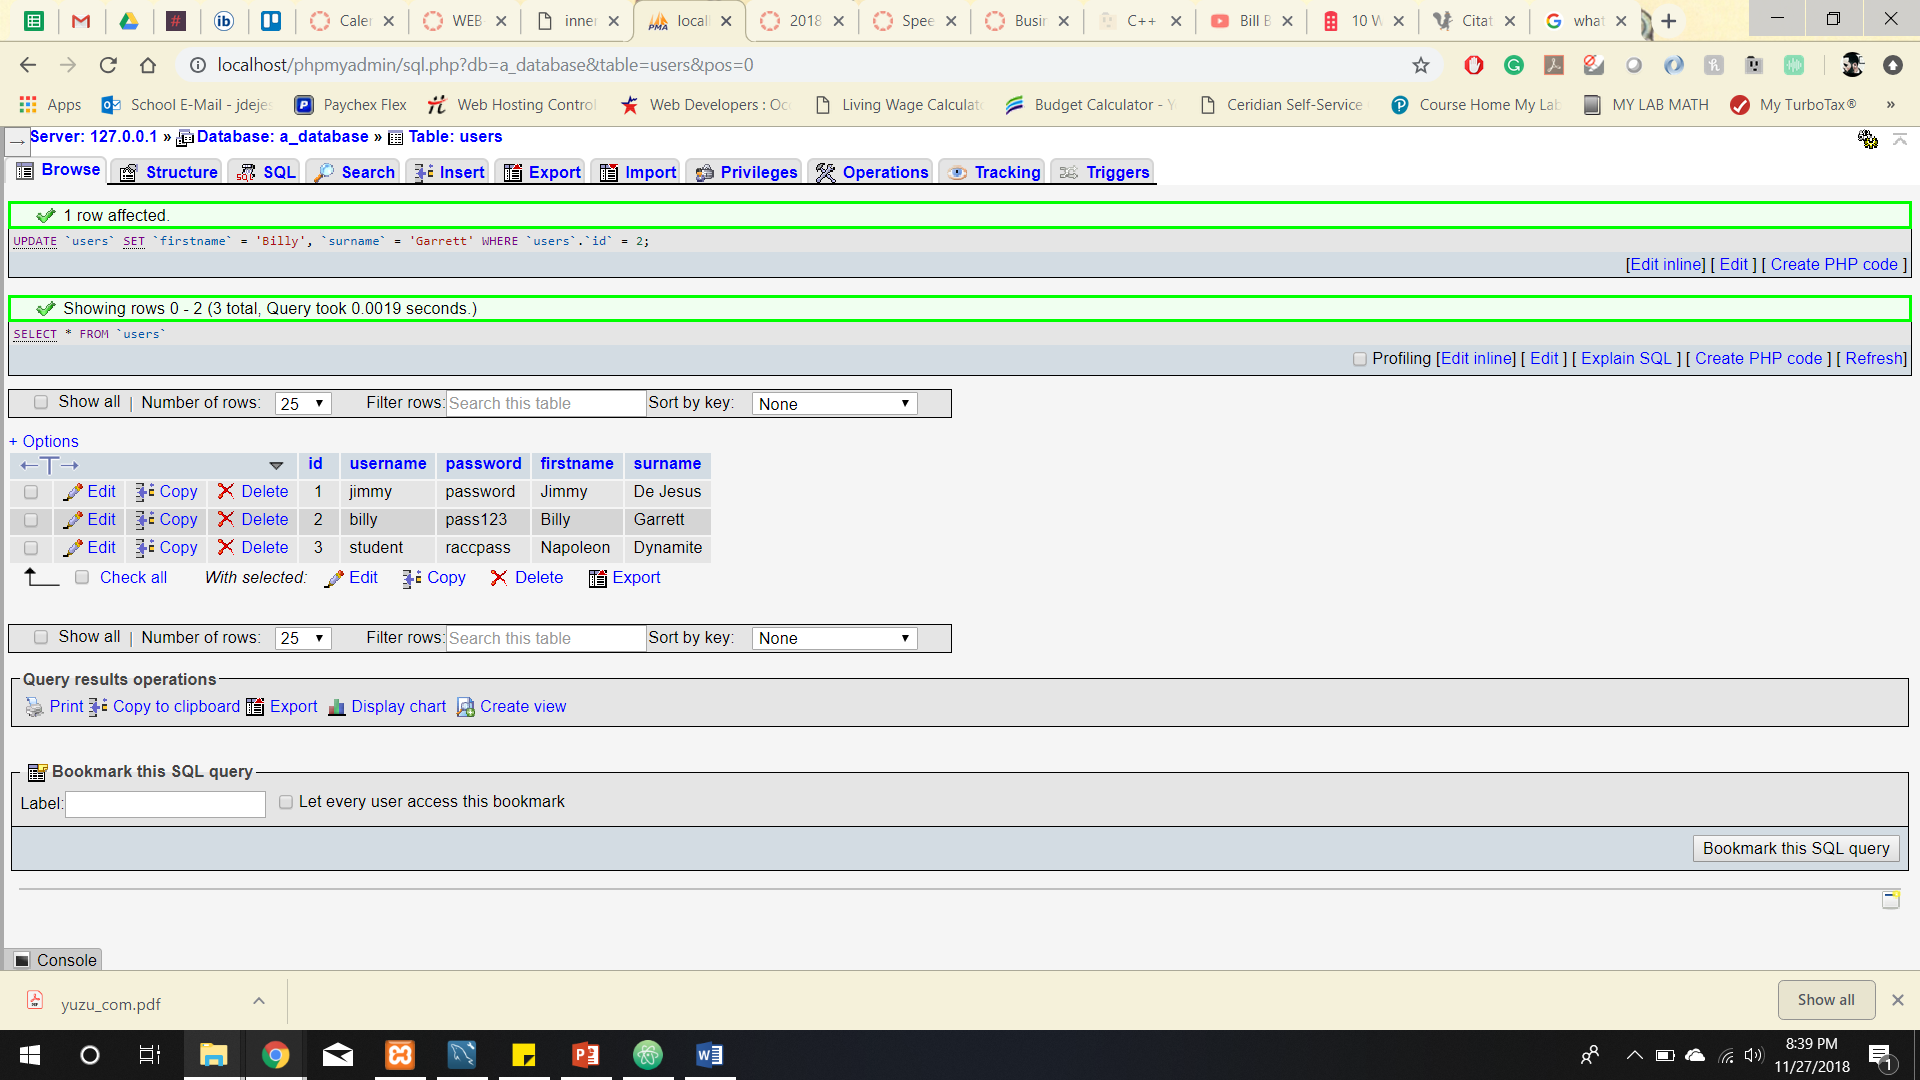 Caler
WEB
inner
locall
2018
Spee
Busir
C++
Bill B
10 W
Citat
what
localhost/phpmyadmin/sql.php?db=a_database&table=users&pos=0
Apps School E-Mail - jdejes Paychex Flex Web Hosting Control Web Developers : Occ Living Wage Calculato Budget Calculator - Y Ceridian Self-Service Course Home My Lab MY LAB MATH My TurboTax® »
Server: 127.0.0.1 » Database: a_database » Table: users
Browse Structure SQL Search Insert Export Import Privileges Operations Tracking Triggers
1 row affected.
UPDATE `users` SET `firstname` = 'Billy', `surname` = 'Garrett' WHERE `users`.`id` = 2;
[Edit inline] [ Edit ] [ Create PHP code ]
Showing rows 0 - 2 (3 total, Query took 0.0019 seconds.)
SELECT * FROM `users`
Profiling [Edit inline] [ Edit ] [ Explain SQL ] [ Create PHP code ] [ Refresh]
Show all | Number of rows: 25 Filter rows: Search this table Sort by key: None
+ Options
←T→ id username password firstname surname
Edit Copy Delete 1 jimmy password Jimmy De Jesus
Edit Copy Delete 2 billy pass123 Billy Garrett
Edit Copy Delete 3 student raccpass Napoleon Dynamite
Check all With selected: Edit Copy Delete Export
Show all | Number of rows: 25 Filter rows: Search this table Sort by key: None
Query results operations
Print Copy to clipboard Export Display chart Create view
Bookmark this SQL query
Label: Let every user access this bookmark
Bookmark this SQL query
Console
yuzu_com.pdf
Show all
8:39 PM
11/27/2018
1